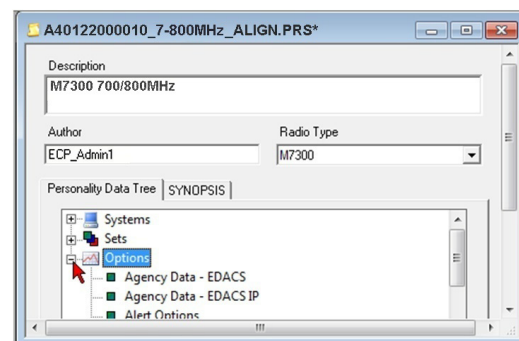 A40122000010_7-800MHz_ALIGN.PRS*
Description
M7300 700/800MHz
Author
Radio Type
ECP_Admin1
M7300
Personality Data Tree
SYNOPSIS
Systems
Sets
Options
Agency Data - EDACS
Agency Data - EDACS IP
Alert Options